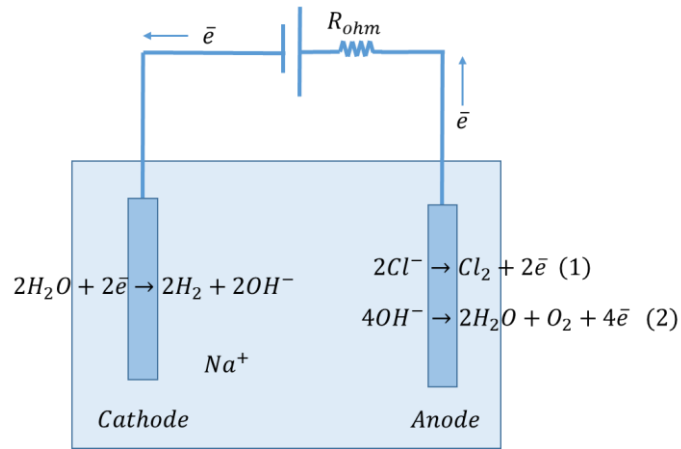 ē
R_ohm
ē
2Cl⁻ → Cl₂ + 2ē (1)
2H₂O + 2ē → 2H₂ + 2OH⁻
4OH⁻ → 2H₂O + O₂ + 4ē (2)
Na⁺
Cathode
Anode